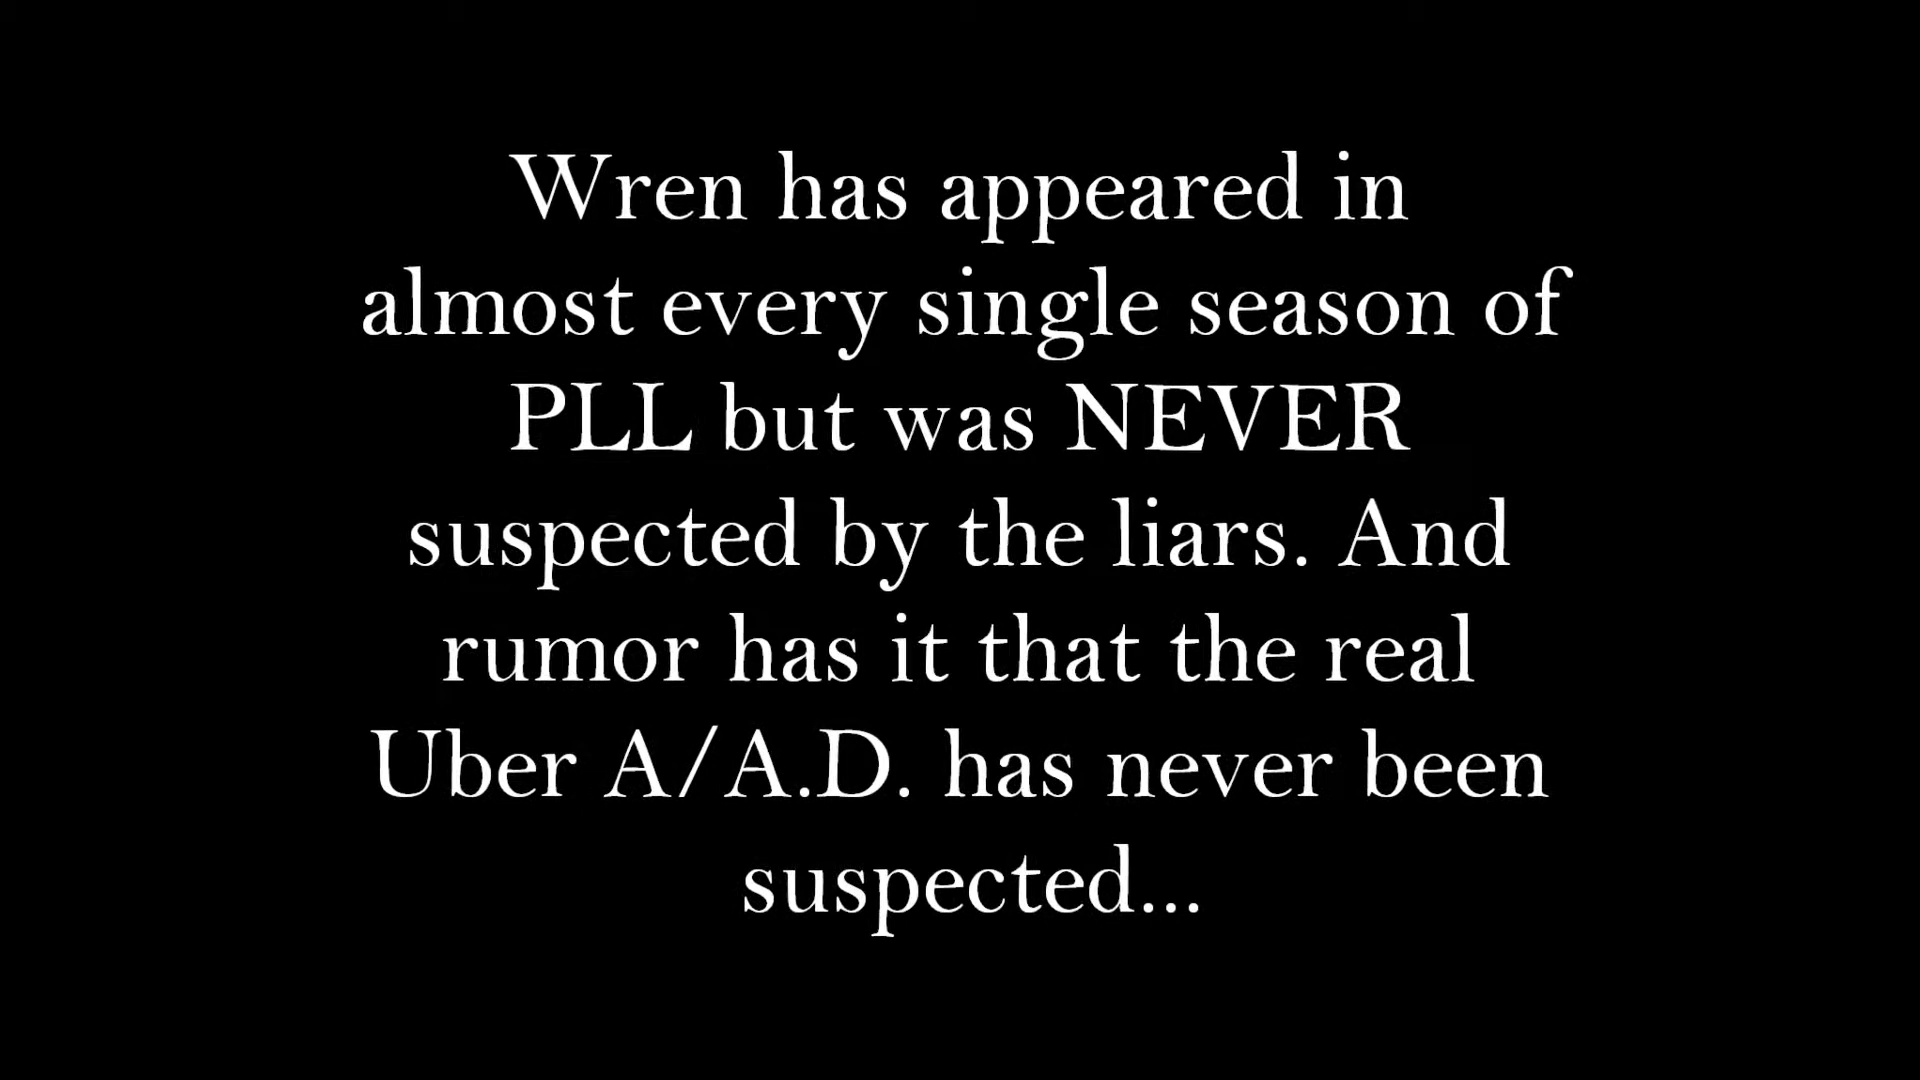 Wren has appeared in
almost every single season of
PLL but was NEVER
suspected by the liars. And
rumor has it that the real
Uber A/A.D. has never been
suspected...